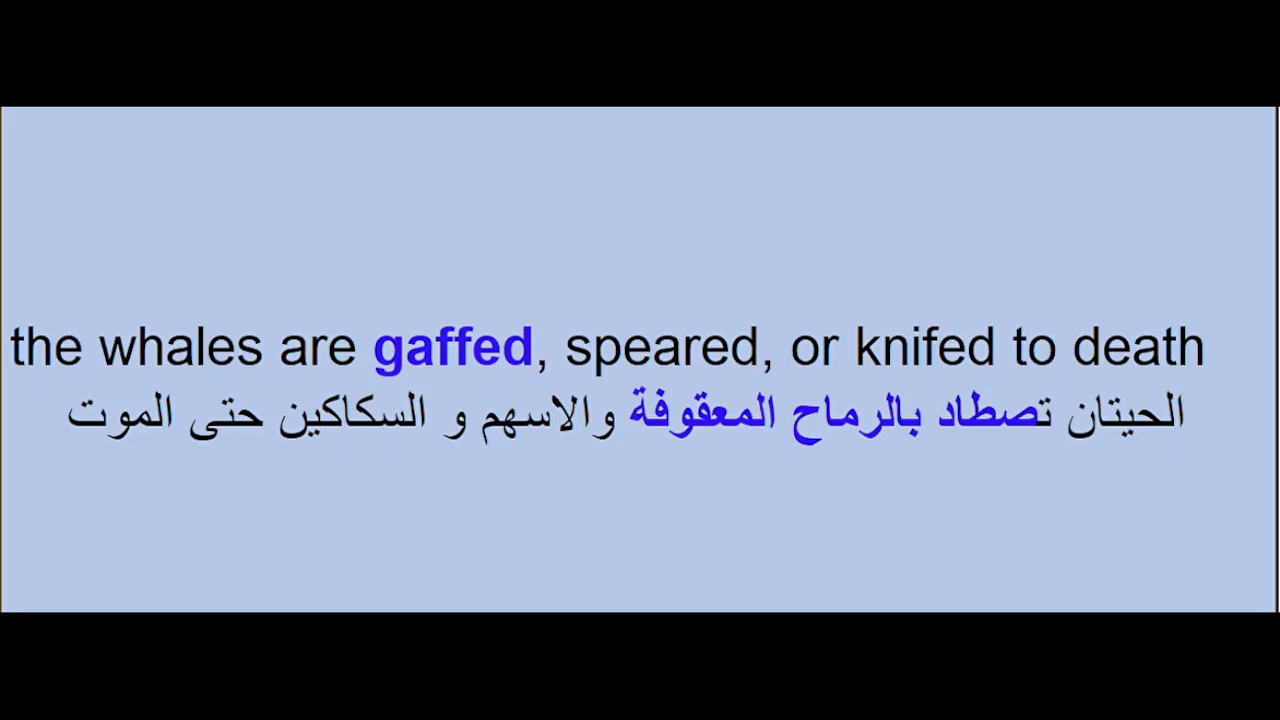 the whales are gaffed, speared, or knifed to death
الحيتان تصطاد بالرماح المعقوفة والاسهم و السكاكين حتى الموت